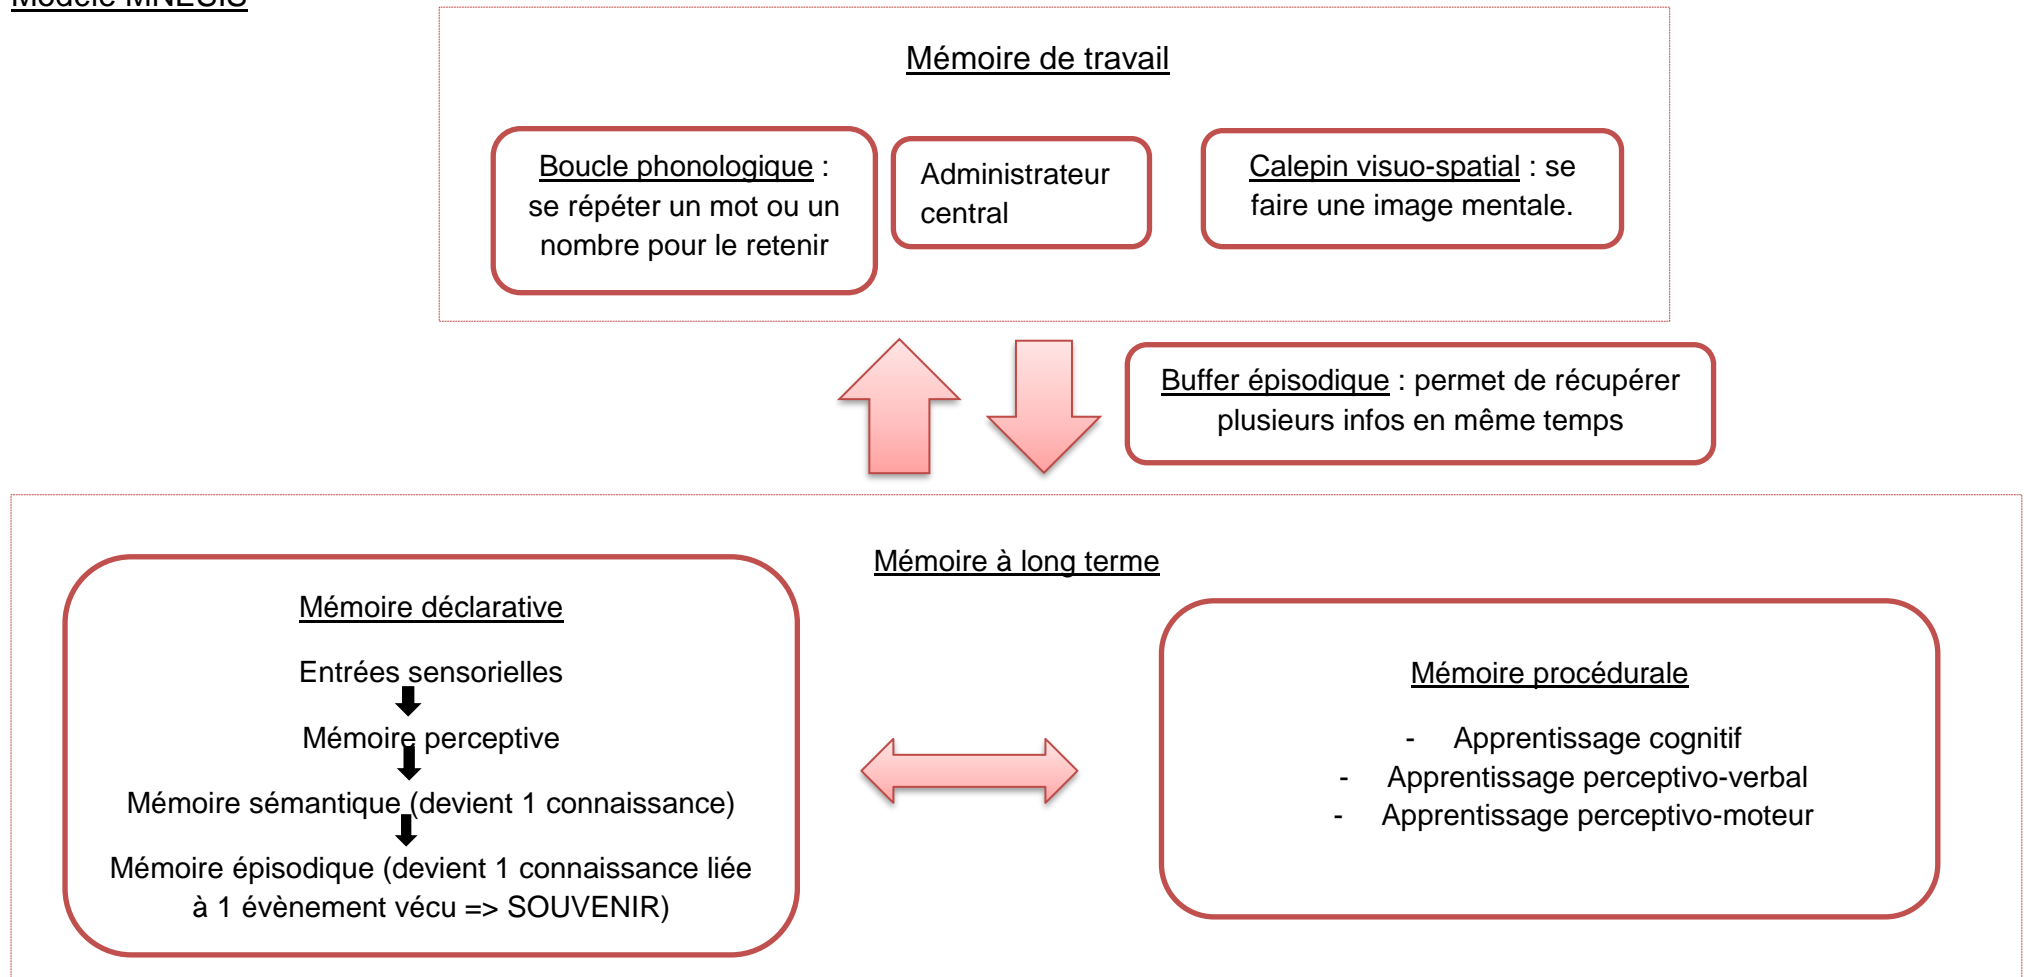 Modèle MNESIS
Mémoire de travail
Boucle phonologique :
se répéter un mot ou un
nombre pour le retenir
Administrateur
central
Calepin visuo-spatial : se
faire une image mentale.
Buffer épisodique : permet de récupérer
plusieurs infos en même temps
Mémoire à long terme
Mémoire déclarative
Entrées sensorielles
Mémoire perceptive
Mémoire sémantique (devient 1 connaissance)
Mémoire épisodique (devient 1 connaissance liée
à 1 évènement vécu => SOUVENIR)
Mémoire procédurale
- Apprentissage cognitif
- Apprentissage perceptivo-verbal
- Apprentissage perceptivo-moteur